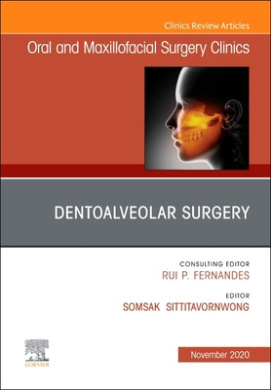 Clinics Review Articles
Oral and Maxillofacial Surgery Clinics
DENTOALVEOLAR SURGERY
CONSULTING EDITOR
RUI P. FERNANDES
EDITOR
SOMSAK SITTITAVORNWONG
ELSEVIER
November 2020